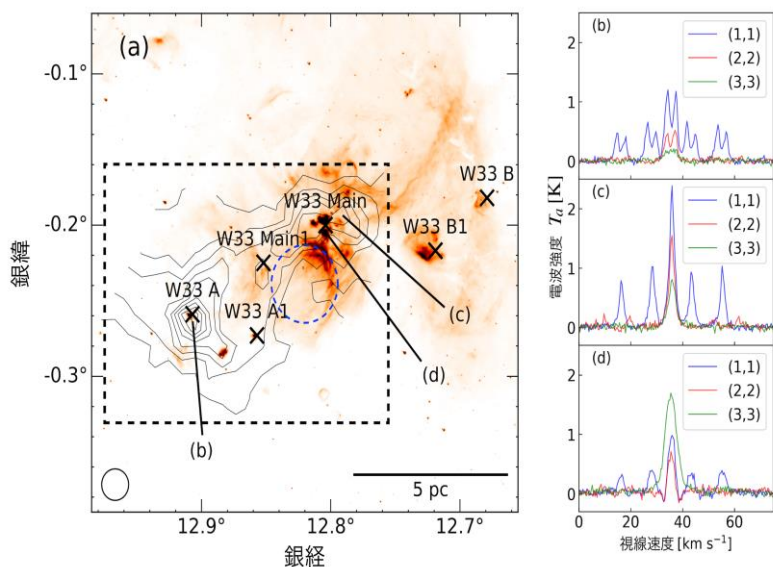 (a)
-0.1°
-0.2°
-0.3°
銀緯
W33 B
W33 Main
W33 B1
W33 Main1
W33 A
W33 A1
(c)
(d)
(b)
5 pc
12.9°
12.8°
12.7°
銀経
(b)
(1,1)
(2,2)
(3,3)
2
1
0
(c)
(1,1)
(2,2)
(3,3)
2
1
0
電波強度 Ta [K]
(d)
(1,1)
(2,2)
(3,3)
2
1
0
0 20 40 60
視線速度 [km s⁻¹]